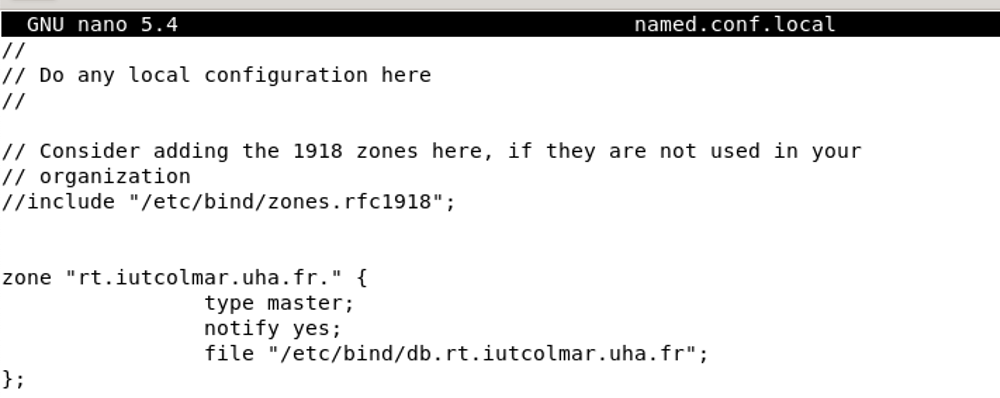 GNU nano 5.4 named.conf.local
//
// Do any local configuration here
//
// Consider adding the 1918 zones here, if they are not used in your
// organization
//include "/etc/bind/zones.rfc1918";
zone "rt.iutcolmar.uha.fr." {
type master;
notify yes;
file "/etc/bind/db.rt.iutcolmar.uha.fr";
};